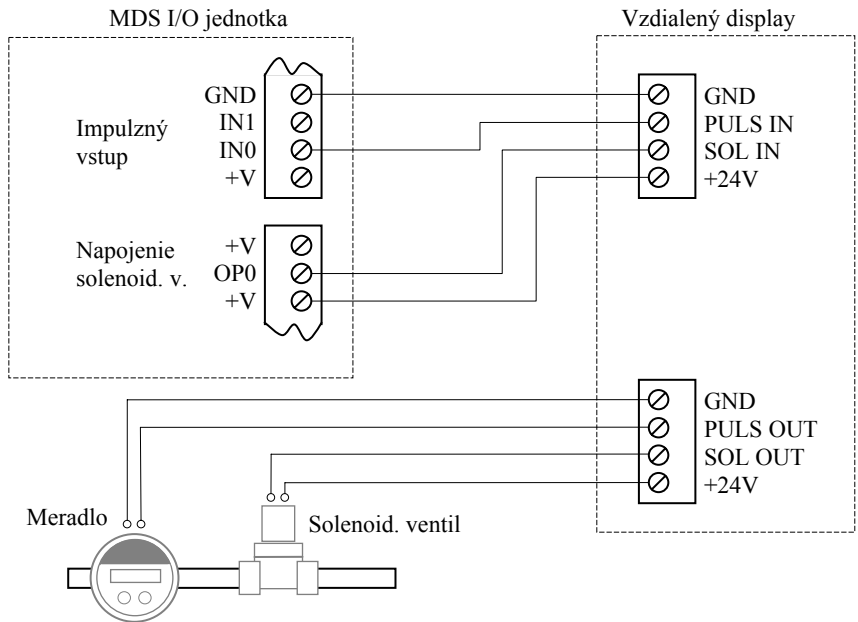 MDS I/O jednotka
Vzdialený display
Impulzný
vstup
GND
IN1
IN0
+V
GND
PULS IN
SOL IN
+24V
Napojenie
solenoid. v.
+V
OP0
+V
GND
PULS OUT
SOL OUT
+24V
Meradlo
Solenoid. ventil